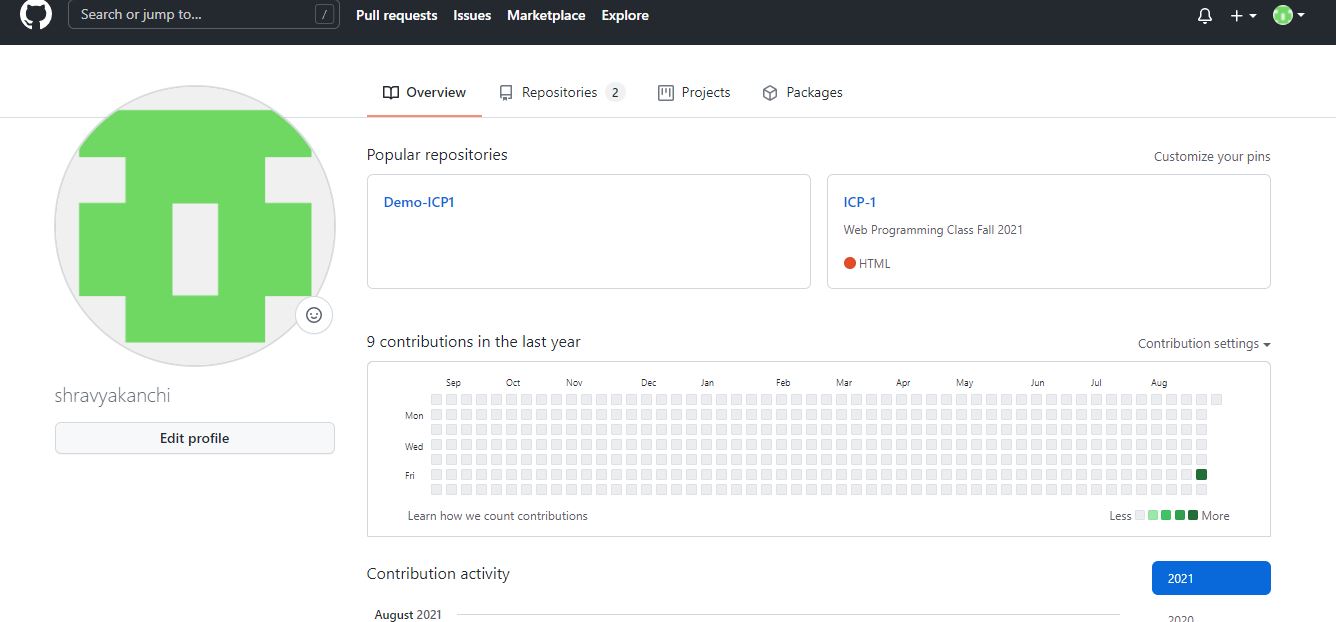 Search or jump to... /
Pull requests Issues Marketplace Explore
Overview Repositories 2 Projects Packages
Popular repositories
Customize your pins
Demo-ICP1
ICP-1
Web Programming Class Fall 2021
HTML
9 contributions in the last year
Contribution settings
Sep Oct Nov Dec Jan Feb Mar Apr May Jun Jul Aug
Mon
Wed
Fri
Learn how we count contributions
Less More
shravyakanchi
Edit profile
Contribution activity
2021
August 2021
2020